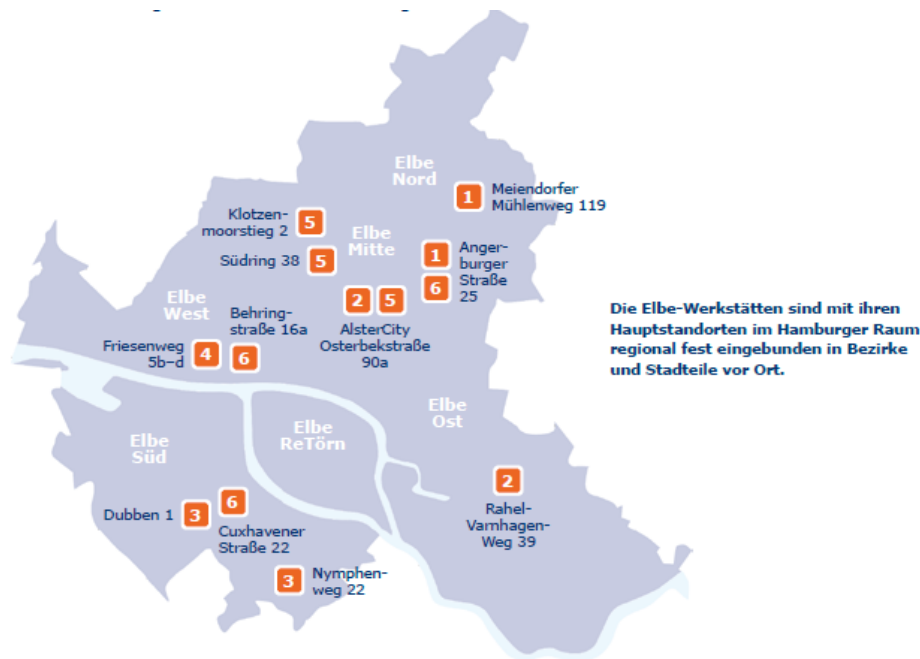 Elbe
Nord
1
Meiendorfer
Mühlenweg 119
Klotzen-
moorstieg 2
5
Elbe
Mitte
1
Anger-
burger
Straße
25
6
Südring 38
5
2
5
AlsterCity
Osterbekstraße
90a
Elbe
West
Behring-
straße 16a
Friesenweg
5b–d
4
6
Die Elbe-Werkstätten sind mit ihren
Hauptstandorten im Hamburger Raum
regional fest eingebunden in Bezirke
und Stadteile vor Ort.
Elbe
Ost
Elbe
ReTörn
Elbe
Süd
2
Rahel-
Varnhagen-
Weg 39
6
Dubben 1
3
Cuxhavener
Straße 22
3
Nymphen-
weg 22